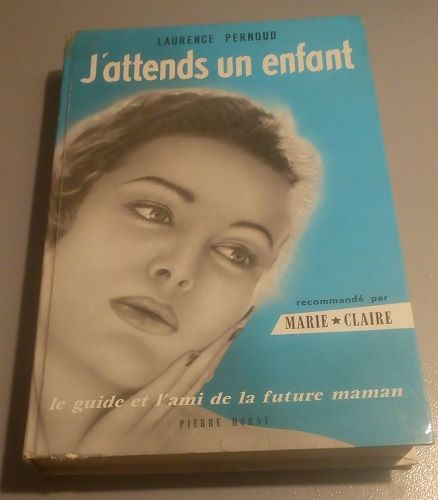 LAURENCE PERNOUD
J'attends un enfant
recommandé par
MARIE ★ CLAIRE
le guide et l'ami de la future maman
PIERRE HORAY